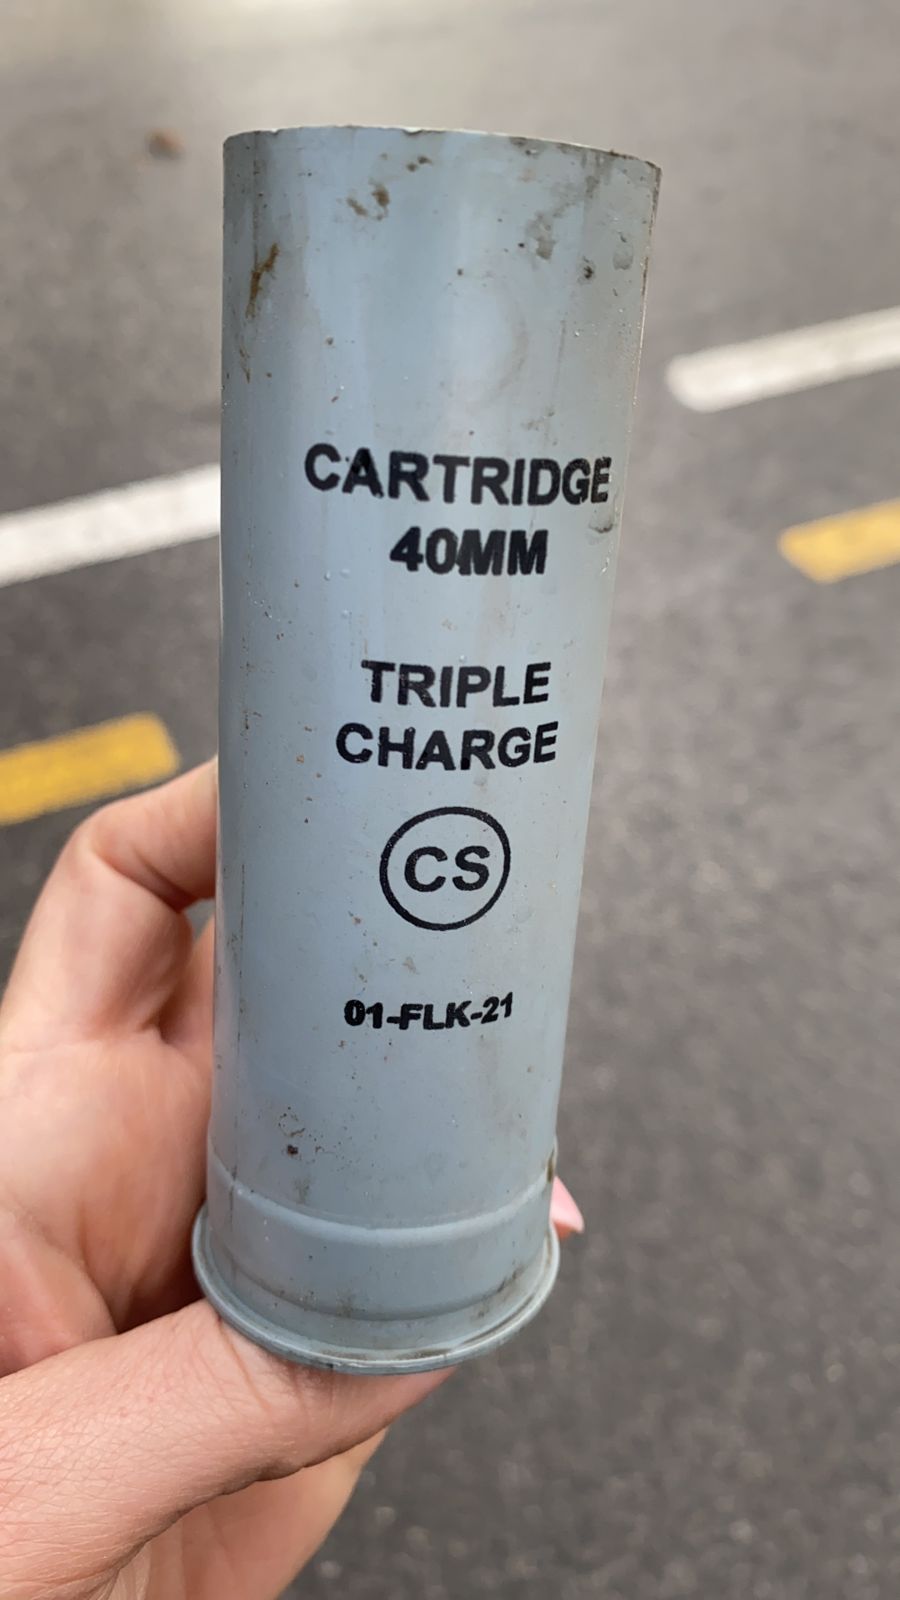 CARTRIDGE
40MM
TRIPLE
CHARGE
CS
01-FLK-21